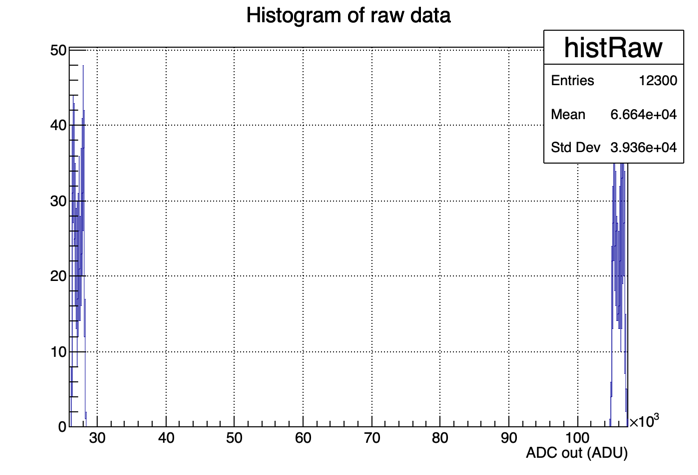 Histogram of raw data
histRaw
Entries 12300
Mean 6.664e+04
Std Dev 3.936e+04
50
40
30
20
10
0
30 40 50 60 70 80 90 100 ×10³
ADC out (ADU)